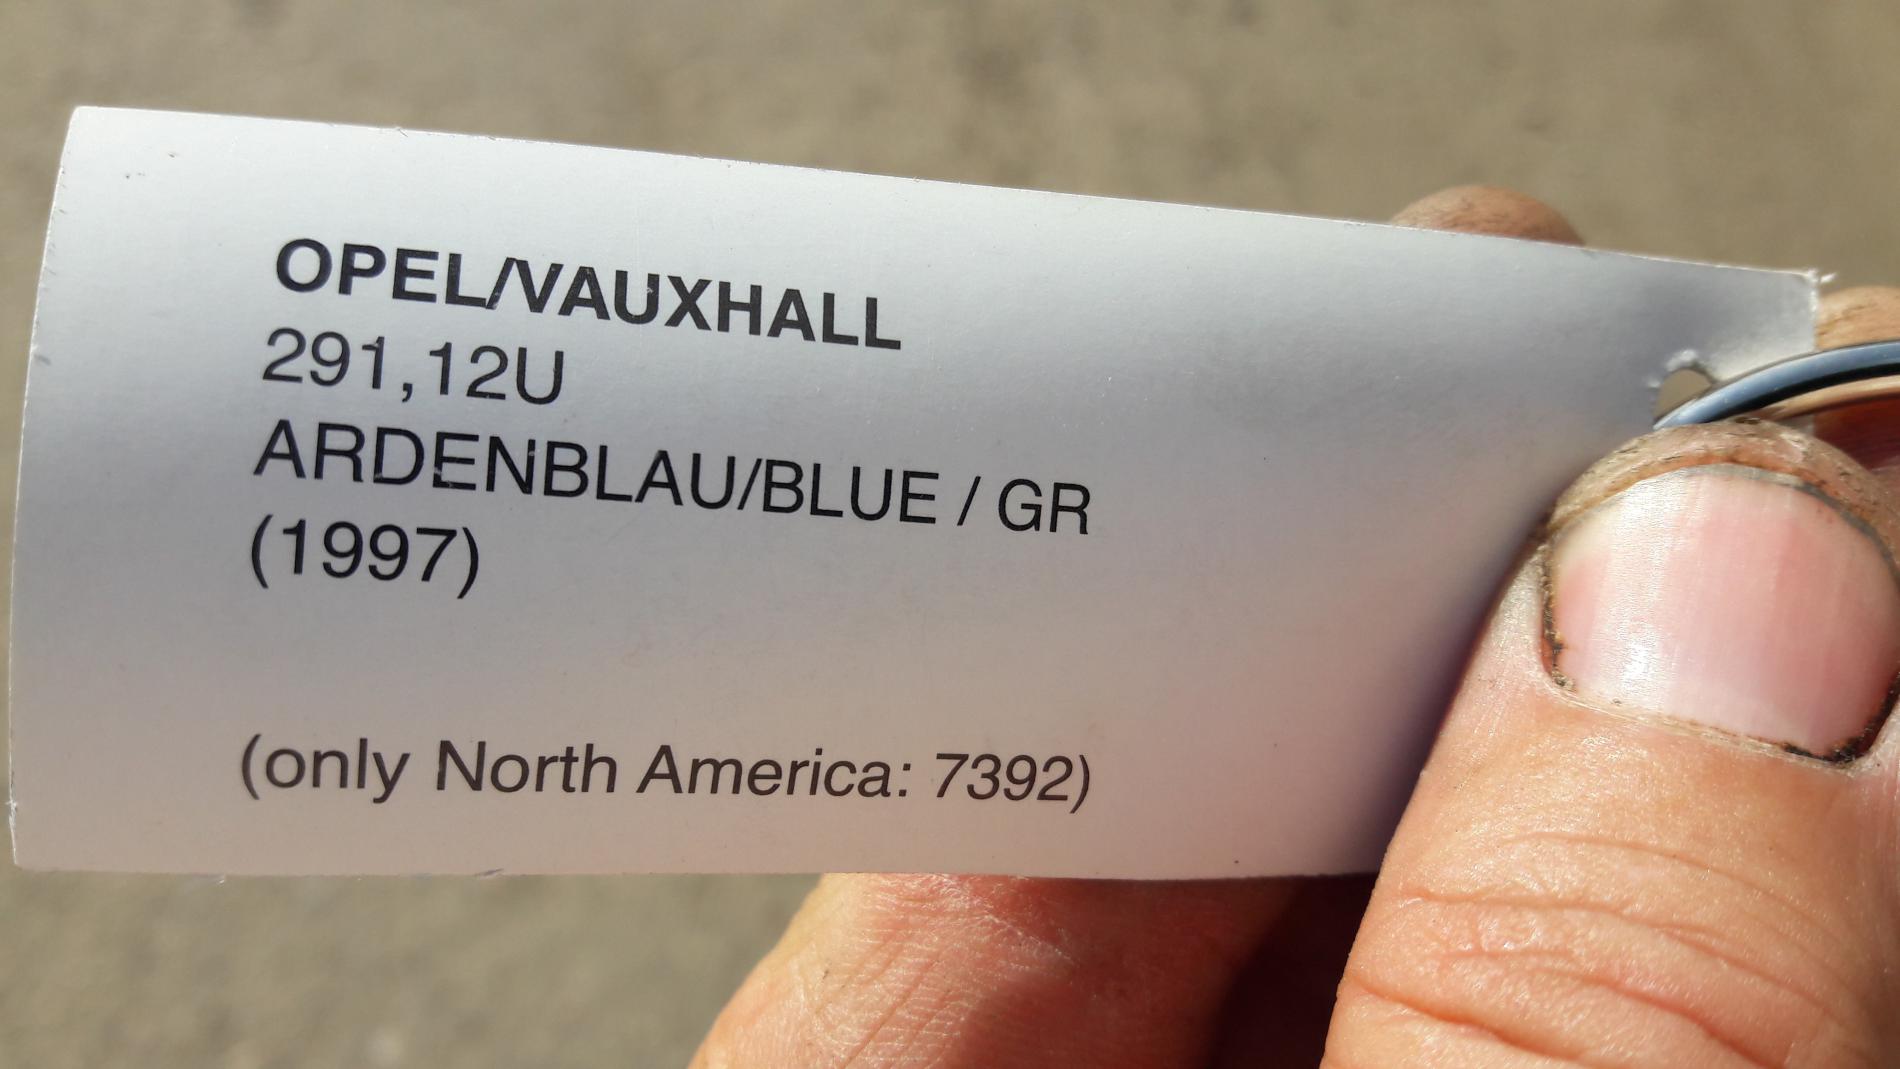 OPEL/VAUXHALL
291,12U
ARDENBLAU/BLUE / GR
(1997)
(only North America: 7392)